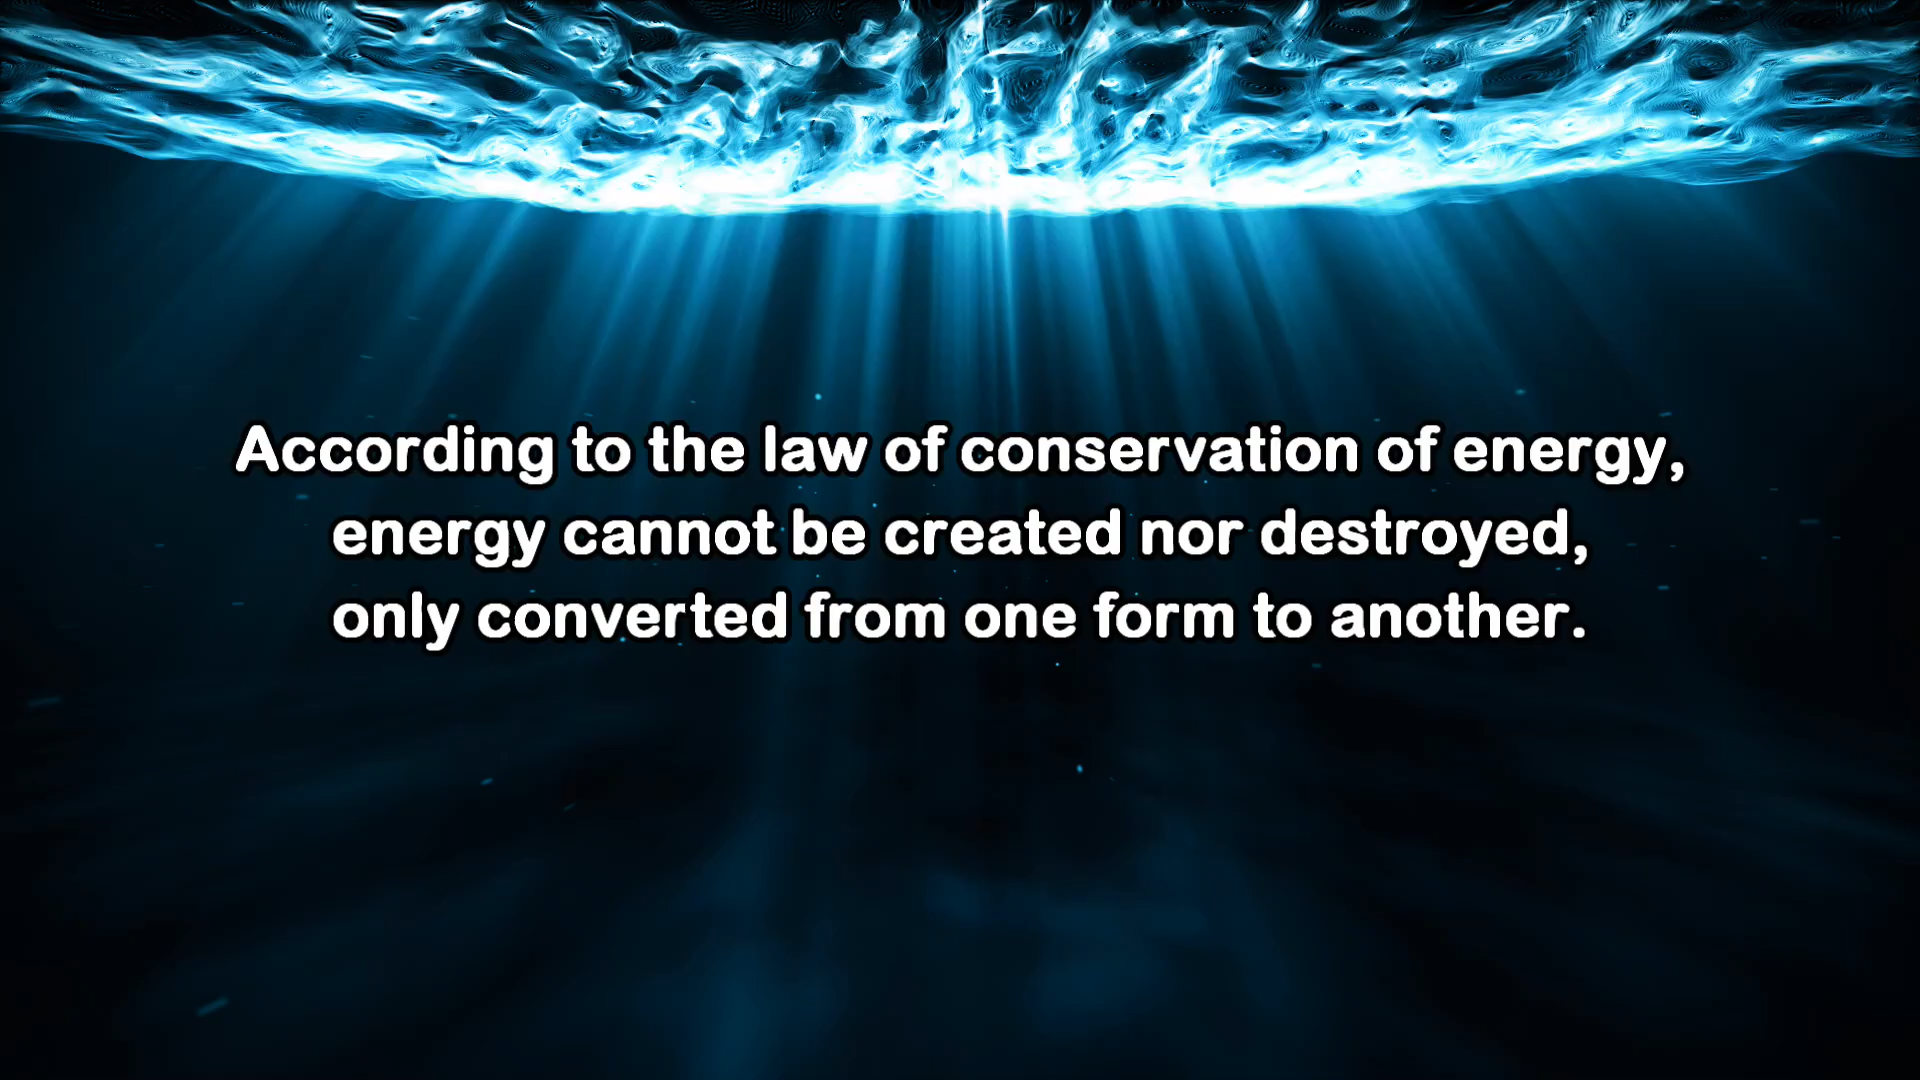 According to the law of conservation of energy,
energy cannot be created nor destroyed,
only converted from one form to another.